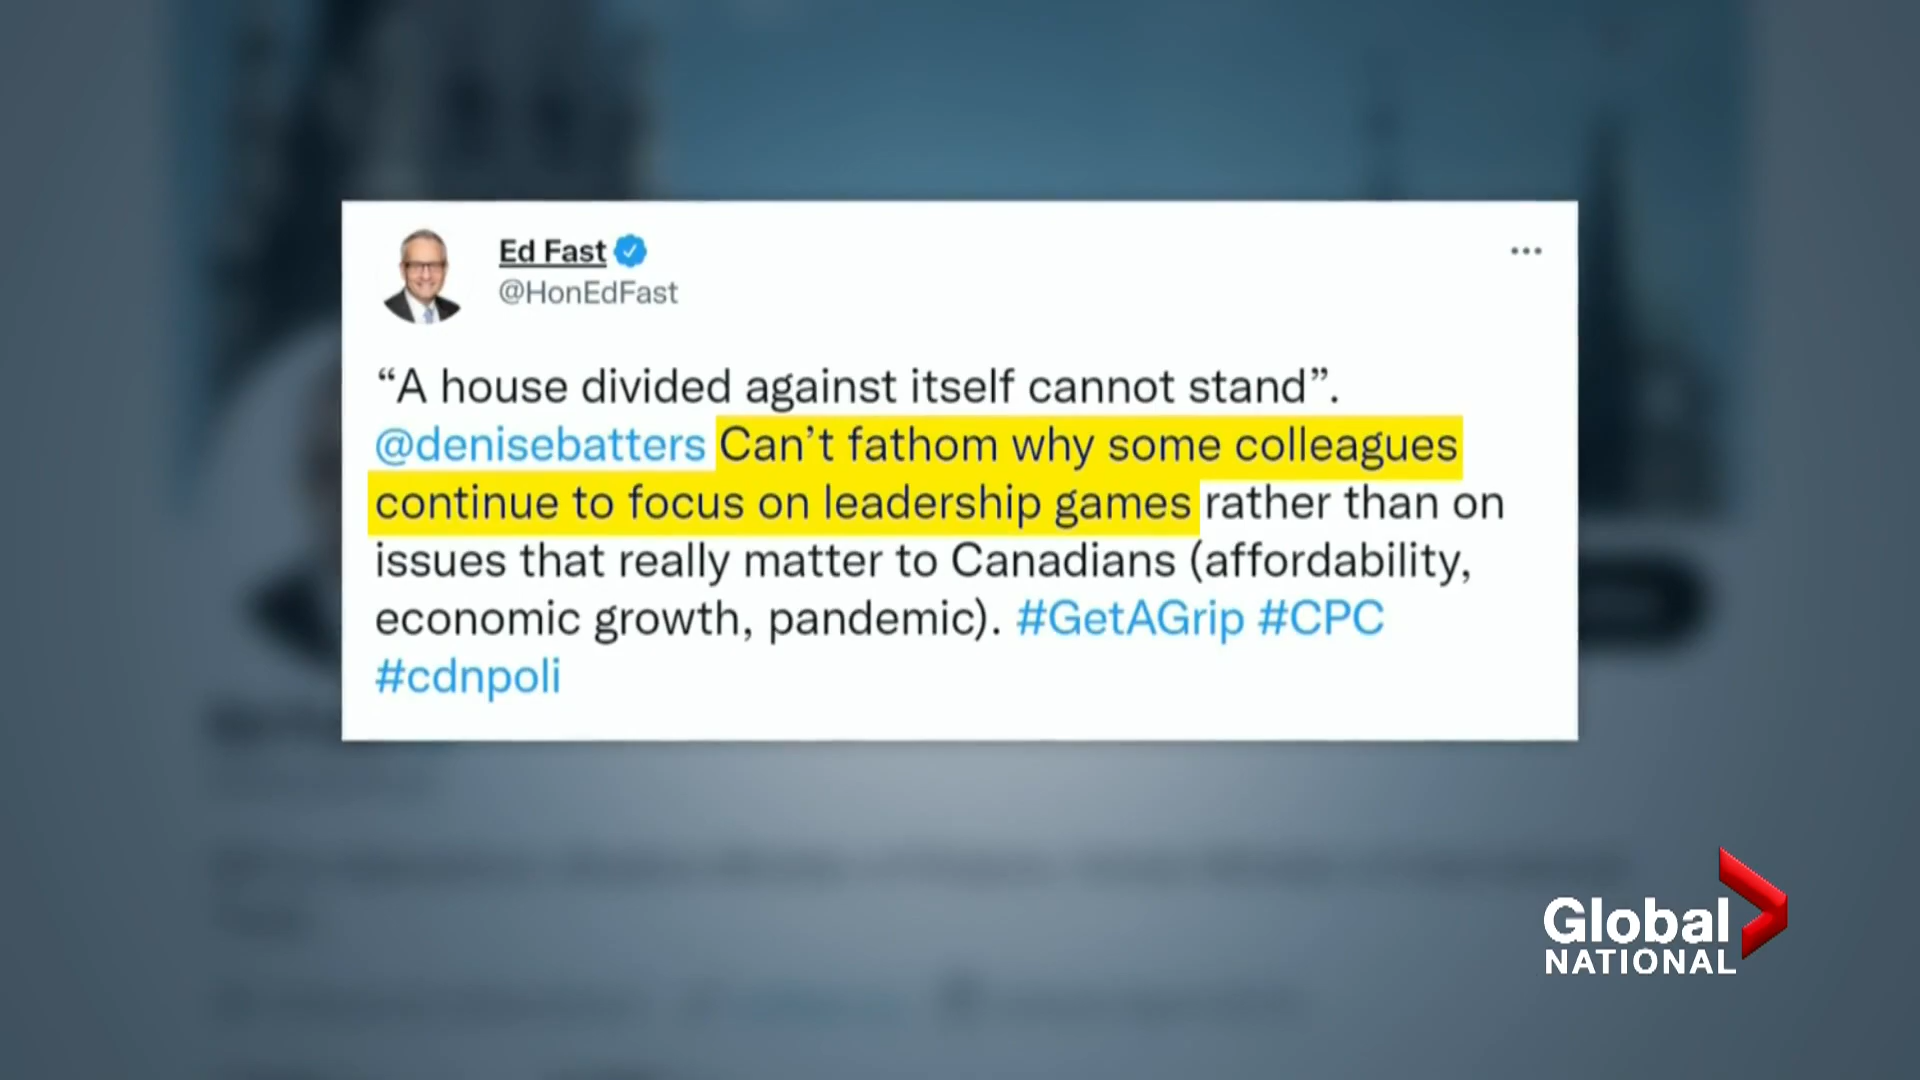 Ed Fast
@HonEdFast
“A house divided against itself cannot stand”.
@denisebatters Can’t fathom why some colleagues
continue to focus on leadership games rather than on
issues that really matter to Canadians (affordability,
economic growth, pandemic). #GetAGrip #CPC
#cdnpoli
Global
NATIONAL